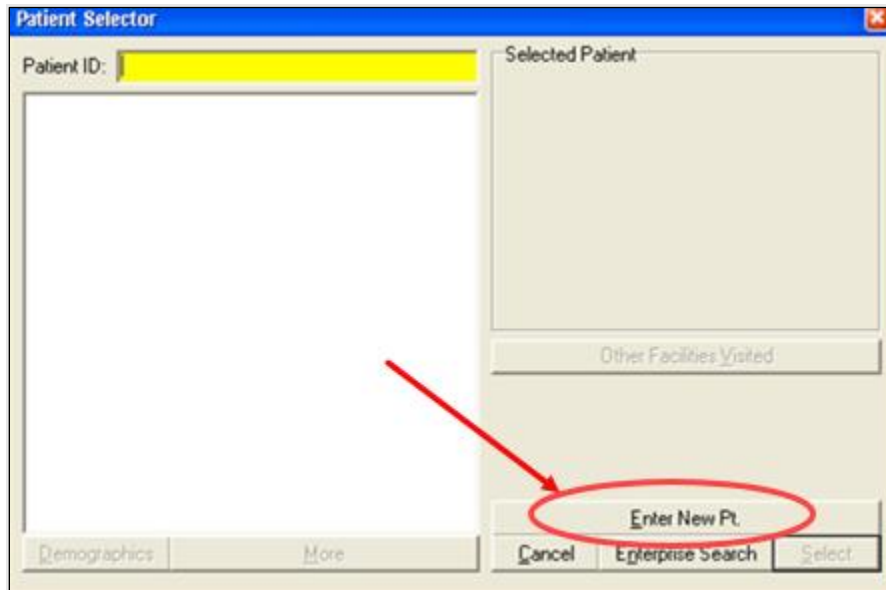 Patient Selector
Patient ID:
Selected Patient
Other Facilities Visited
Enter New Pt.
Demographics More Cancel Enterprise Search Select